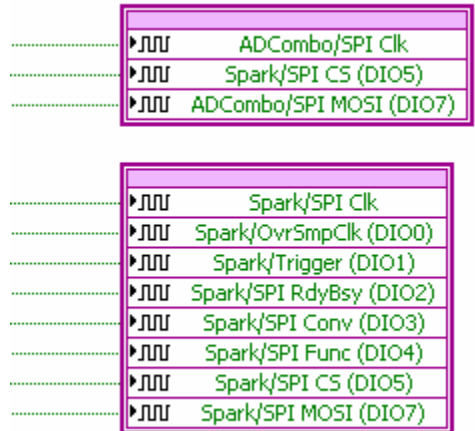 ADCombo/SPI Clk
Spark/SPI CS (DIO5)
ADCombo/SPI MOSI (DIO7)
Spark/SPI Clk
Spark/OvrSmpClk (DIO0)
Spark/Trigger (DIO1)
Spark/SPI RdyBsy (DIO2)
Spark/SPI Conv (DIO3)
Spark/SPI Func (DIO4)
Spark/SPI CS (DIO5)
Spark/SPI MOSI (DIO7)